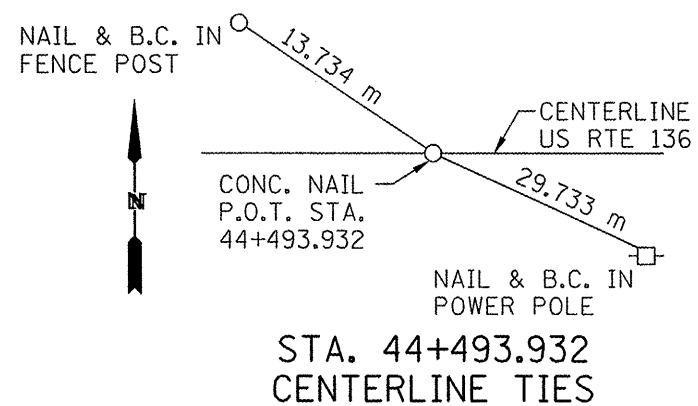 NAIL & B.C. IN
FENCE POST
13.734 m
CENTERLINE
US RTE 136
N
CONC. NAIL
P.O.T. STA.
44+493.932
29.733 m
NAIL & B.C. IN
POWER POLE
STA. 44+493.932
CENTERLINE TIES